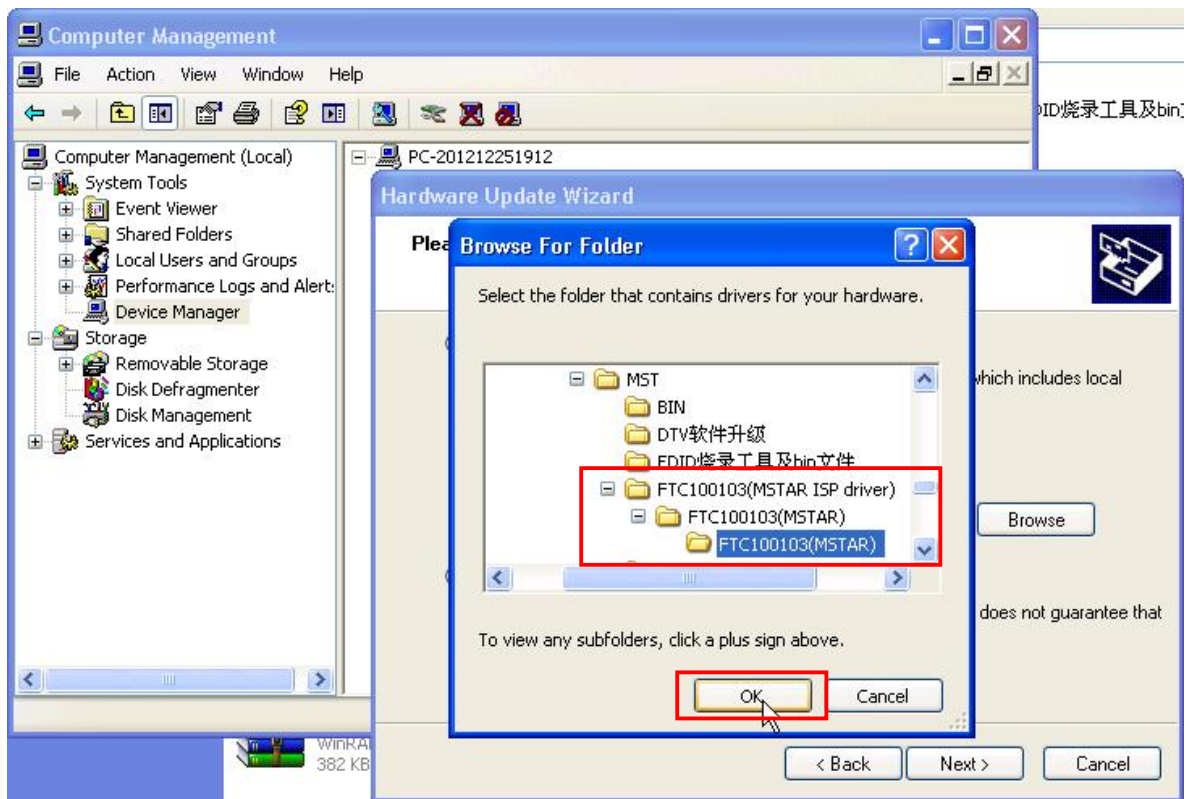 Computer Management
File Action View Window Help
DID烧录工具及bin
Computer Management (Local)
System Tools
Event Viewer
Shared Folders
Local Users and Groups
Performance Logs and Alert
Device Manager
Storage
Removable Storage
Disk Defragmenter
Disk Management
Services and Applications
PC-201212251912
Hardware Update Wizard
Plea
Browse For Folder
Select the folder that contains drivers for your hardware.
MST
BIN
DTV软件升级
EDID烧录工具及bin文件
FTC100103(MSTAR ISP driver)
FTC100103(MSTAR)
FTC100103(MSTAR)
To view any subfolders, click a plus sign above.
OK Cancel
which includes local
Browse
does not guarantee that
< Back Next > Cancel
WinRA
382 KB